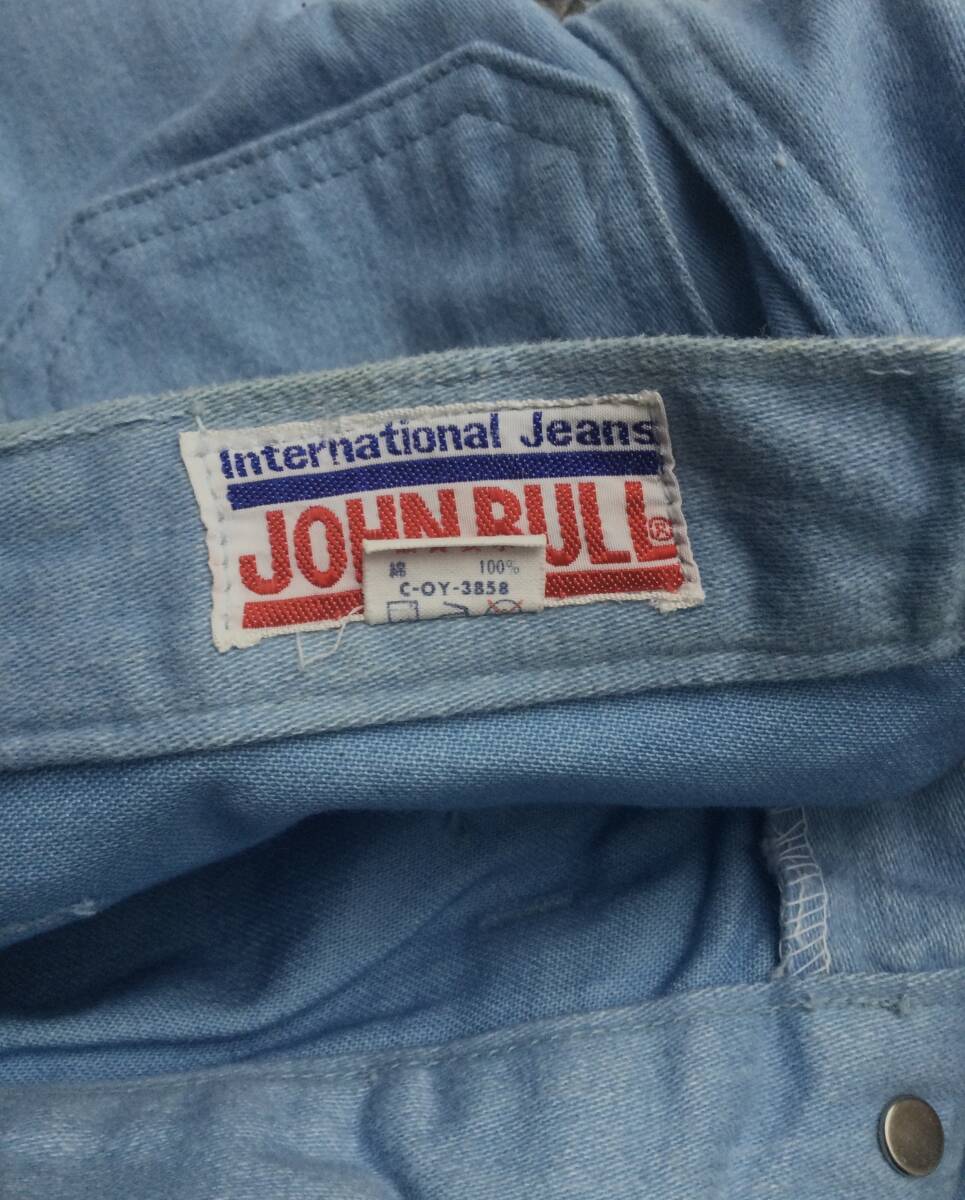 International Jeans
JOHN BULL®
綿 100%
C-OY-3858